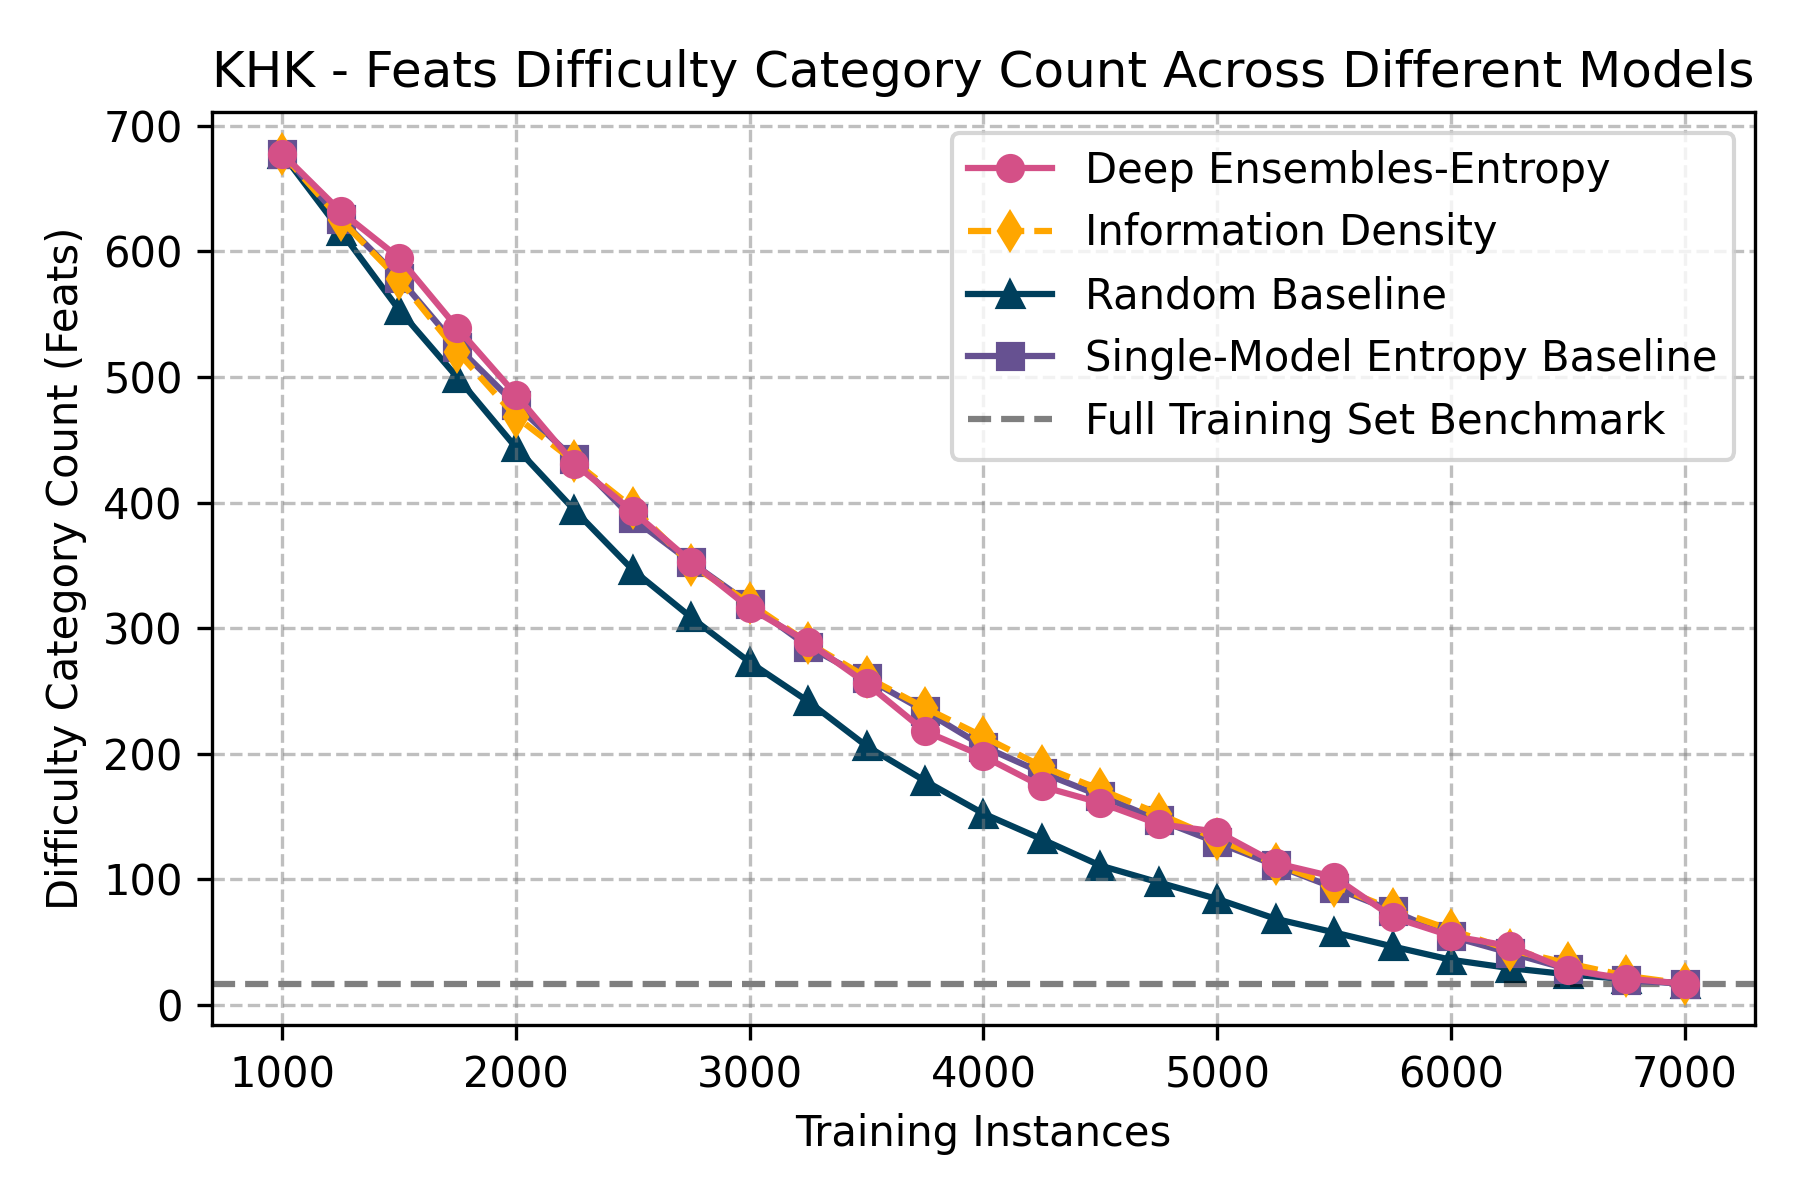 KHK - Feats Difficulty Category Count Across Different Models
Difficulty Category Count (Feats)
700
600
500
400
300
200
100
0
Deep Ensembles-Entropy
Information Density
Random Baseline
Single-Model Entropy Baseline
Full Training Set Benchmark
1000 2000 3000 4000 5000 6000 7000
Training Instances